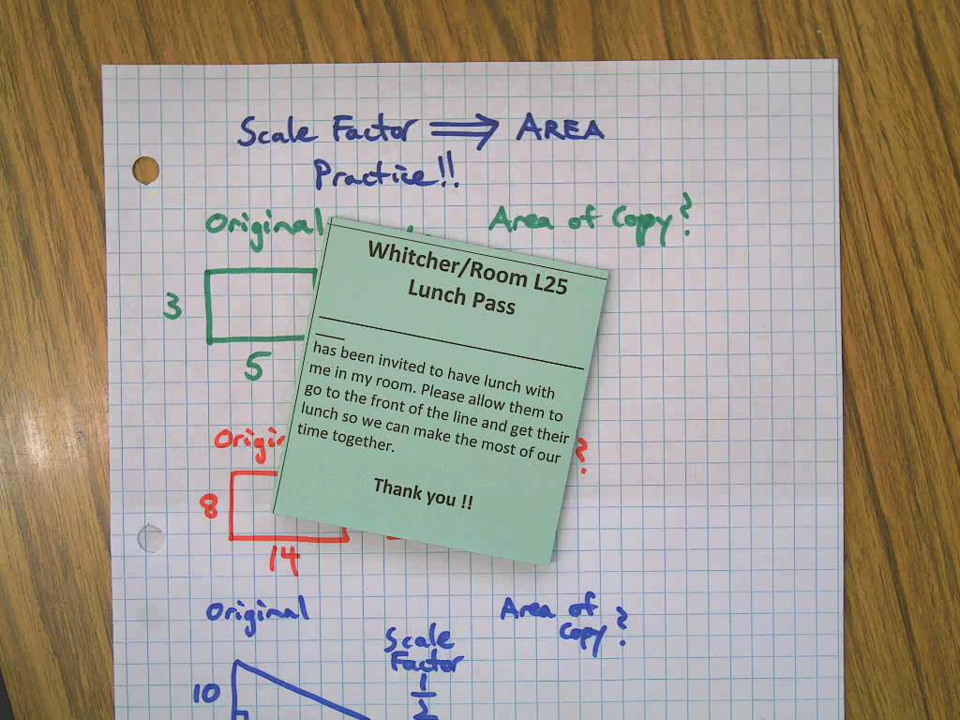 Scale Factor ⟹ AREA
Practice!!
Original
Area of Copy?
3
5
Whitcher/Room L25
Lunch Pass
has been invited to have lunch with
me in my room. Please allow them to
go to the front of the line and get their
lunch so we can make the most of our
time together.
Thank you !!
?
8
14
Original
Area of
Copy?
Scale
Factor
1
2
10